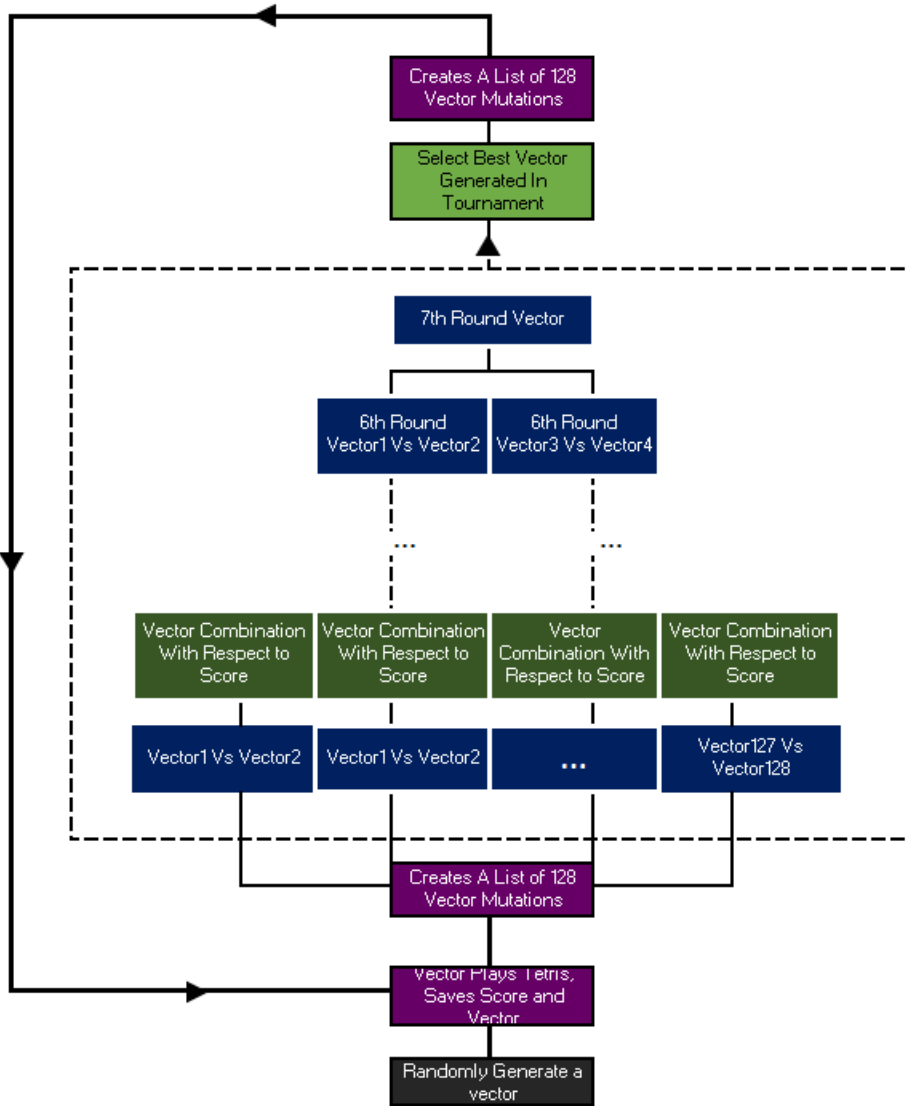 Creates A List of 128
Vector Mutations
Select Best Vector
Generated In
Tournament
7th Round Vector
6th Round
Vector1 Vs Vector2
6th Round
Vector3 Vs Vector4
...
...
Vector Combination
With Respect to
Score
Vector Combination
With Respect to
Score
Vector
Combination With
Respect to Score
Vector Combination
With Respect to
Score
Vector1 Vs Vector2
Vector1 Vs Vector2
...
Vector127 Vs
Vector128
Creates A List of 128
Vector Mutations
Vector Plays Tetris,
Saves Score and
Vector
Randomly Generate a
vector